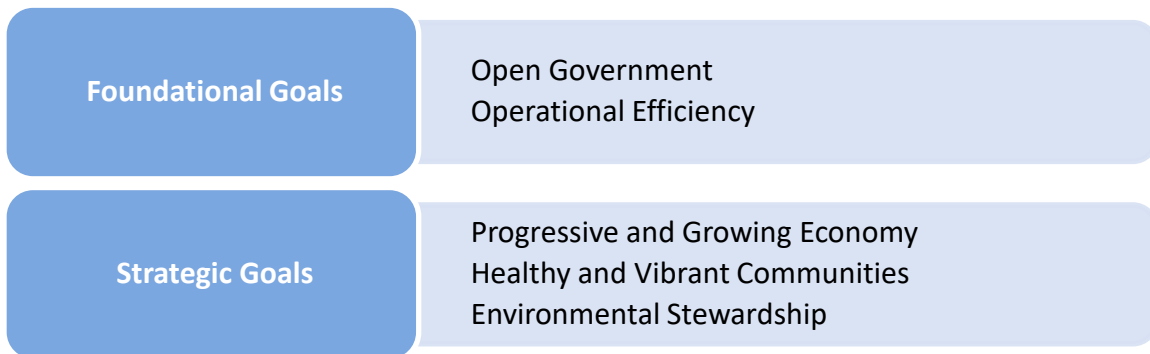 Foundational Goals
Open Government
Operational Efficiency
Strategic Goals
Progressive and Growing Economy
Healthy and Vibrant Communities
Environmental Stewardship